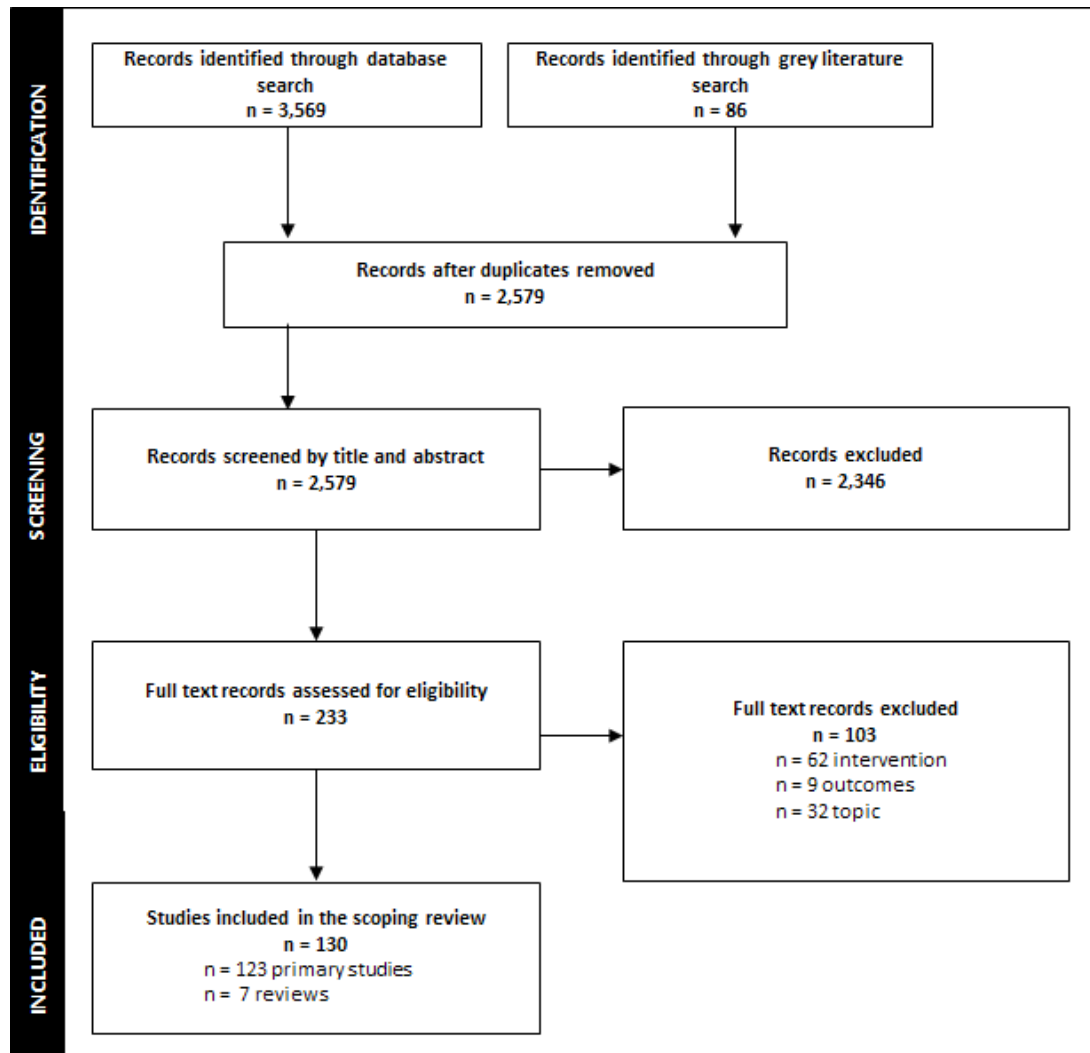 IDENTIFICATION
Records identified through database
search
n = 3,569
Records identified through grey literature
search
n = 86
Records after duplicates removed
n = 2,579
SCREENING
Records screened by title and abstract
n = 2,579
Records excluded
n = 2,346
ELIGIBILITY
Full text records assessed for eligibility
n = 233
Full text records excluded
n = 103
n = 62 intervention
n = 9 outcomes
n = 32 topic
INCLUDED
Studies included in the scoping review
n = 130
n = 123 primary studies
n = 7 reviews